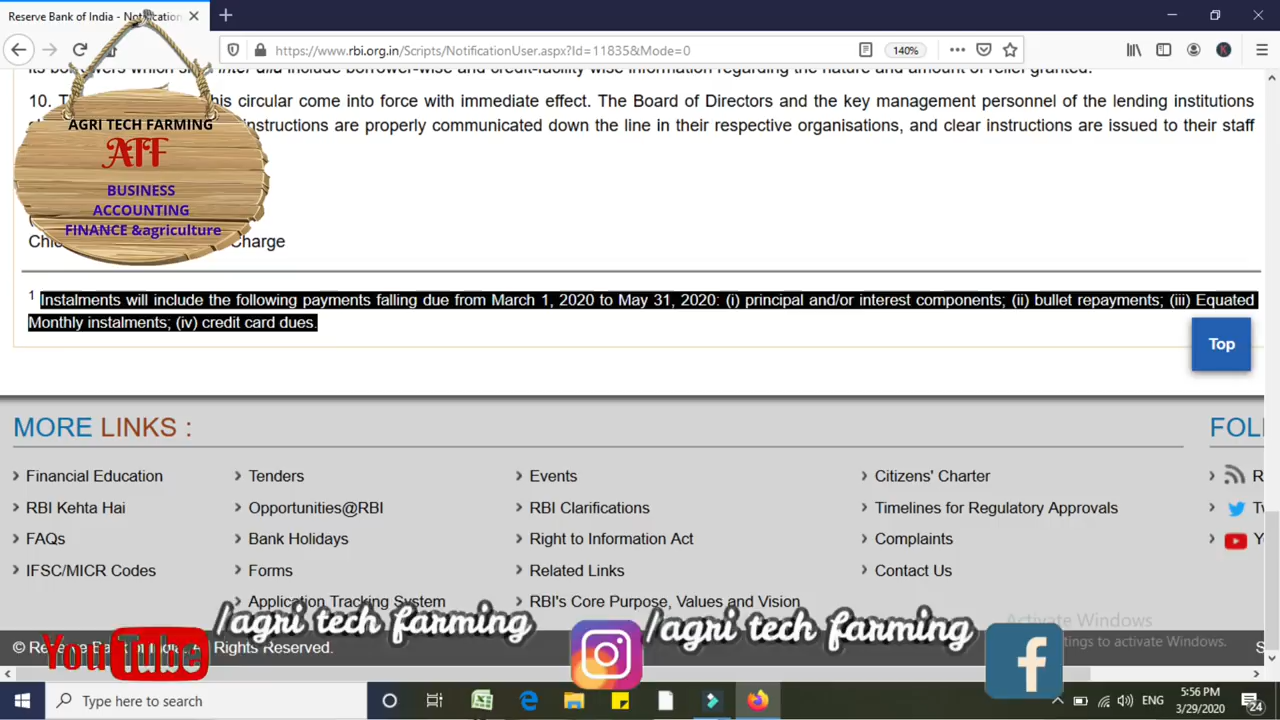 Reserve Bank of India - Notification
https://www.rbi.org.in/Scripts/NotificationUser.aspx?Id=11835&Mode=0
140%
K
include borrower-wise and credit-facility wise information regarding the nature and amount of relief granted.
10. his circular come into force with immediate effect. The Board of Directors and the key management personnel of the lending institutions
instructions are properly communicated down the line in their respective organisations, and clear instructions are issued to their staff
AGRI TECH FARMING
ATF
BUSINESS
ACCOUNTING
FINANCE &agriculture
Charge
1 Instalments will include the following payments falling due from March 1, 2020 to May 31, 2020: (i) principal and/or interest components; (ii) bullet repayments; (iii) Equated
Monthly instalments; (iv) credit card dues.
Top
MORE LINKS :
FOL
Financial Education
Tenders
Events
Citizens' Charter
RBI Kehta Hai
Opportunities@RBI
RBI Clarifications
Timelines for Regulatory Approvals
FAQs
Bank Holidays
Right to Information Act
Complaints
IFSC/MICR Codes
Forms
Related Links
Contact Us
Application Tracking System
RBI's Core Purpose, Values and Vision
/agri tech farming
/agri tech farming
Activate Windows
tings to activate Windows.
© Re Rights Reserved.
YouTube
f
Type here to search
ENG
5:56 PM
3/29/2020
24